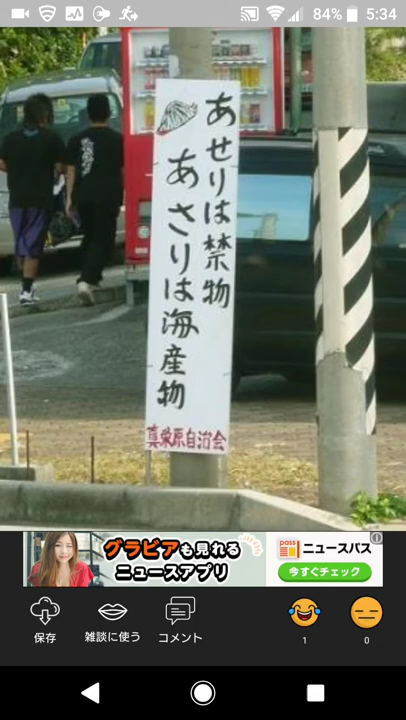 84% 5:34
あせりは禁物
あさりは海産物
真栄原自治会
グラビアも見れる
ニュースアプリ
pass
ニュースパス
今すぐチェック
保存
雑談に使う
コメント
1
0